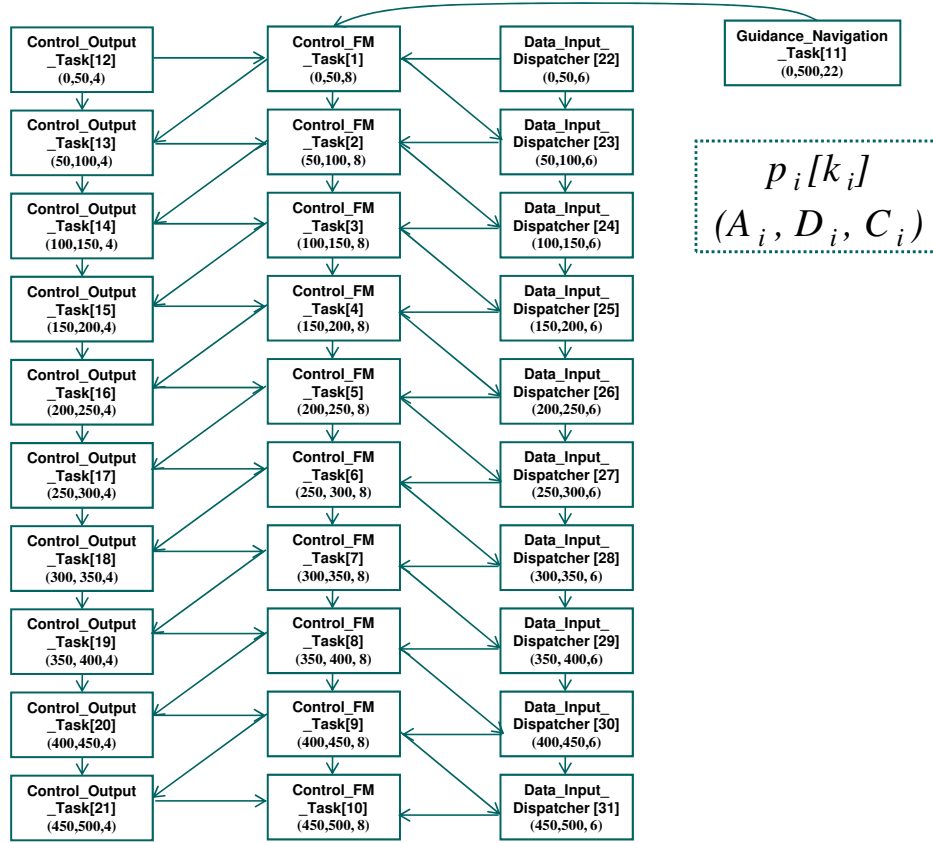 Control_Output
_Task[12]
(0,50,4)
Control_FM
_Task[1]
(0,50,8)
Data_Input_
Dispatcher [22]
(0,50,6)
Guidance_Navigation
_Task[11]
(0,500,22)
Control_Output
_Task[13]
(50,100,4)
Control_FM
_Task[2]
(50,100, 8)
Data_Input_
Dispatcher [23]
(50,100,6)
p i [k i ]
(A i , D i , C i )
Control_Output
_Task[14]
(100,150, 4)
Control_FM
_Task[3]
(100,150, 8)
Data_Input_
Dispatcher [24]
(100,150,6)
Control_Output
_Task[15]
(150,200,4)
Control_FM
_Task[4]
(150,200, 8)
Data_Input_
Dispatcher [25]
(150,200, 6)
Control_Output
_Task[16]
(200,250,4)
Control_FM
_Task[5]
(200,250, 8)
Data_Input_
Dispatcher [26]
(200,250,6)
Control_Output
_Task[17]
(250,300,4)
Control_FM
_Task[6]
(250, 300, 8)
Data_Input_
Dispatcher [27]
(250,300,6)
Control_Output
_Task[18]
(300, 350,4)
Control_FM
_Task[7]
(300,350, 8)
Data_Input_
Dispatcher [28]
(300,350, 6)
Control_Output
_Task[19]
(350, 400,4)
Control_FM
_Task[8]
(350, 400, 8)
Data_Input_
Dispatcher [29]
(350, 400,6)
Control_Output
_Task[20]
(400,450,4)
Control_FM
_Task[9]
(400,450, 8)
Data_Input_
Dispatcher [30]
(400,450,6)
Control_Output
_Task[21]
(450,500,4)
Control_FM
_Task[10]
(450,500, 8)
Data_Input_
Dispatcher [31]
(450,500, 6)